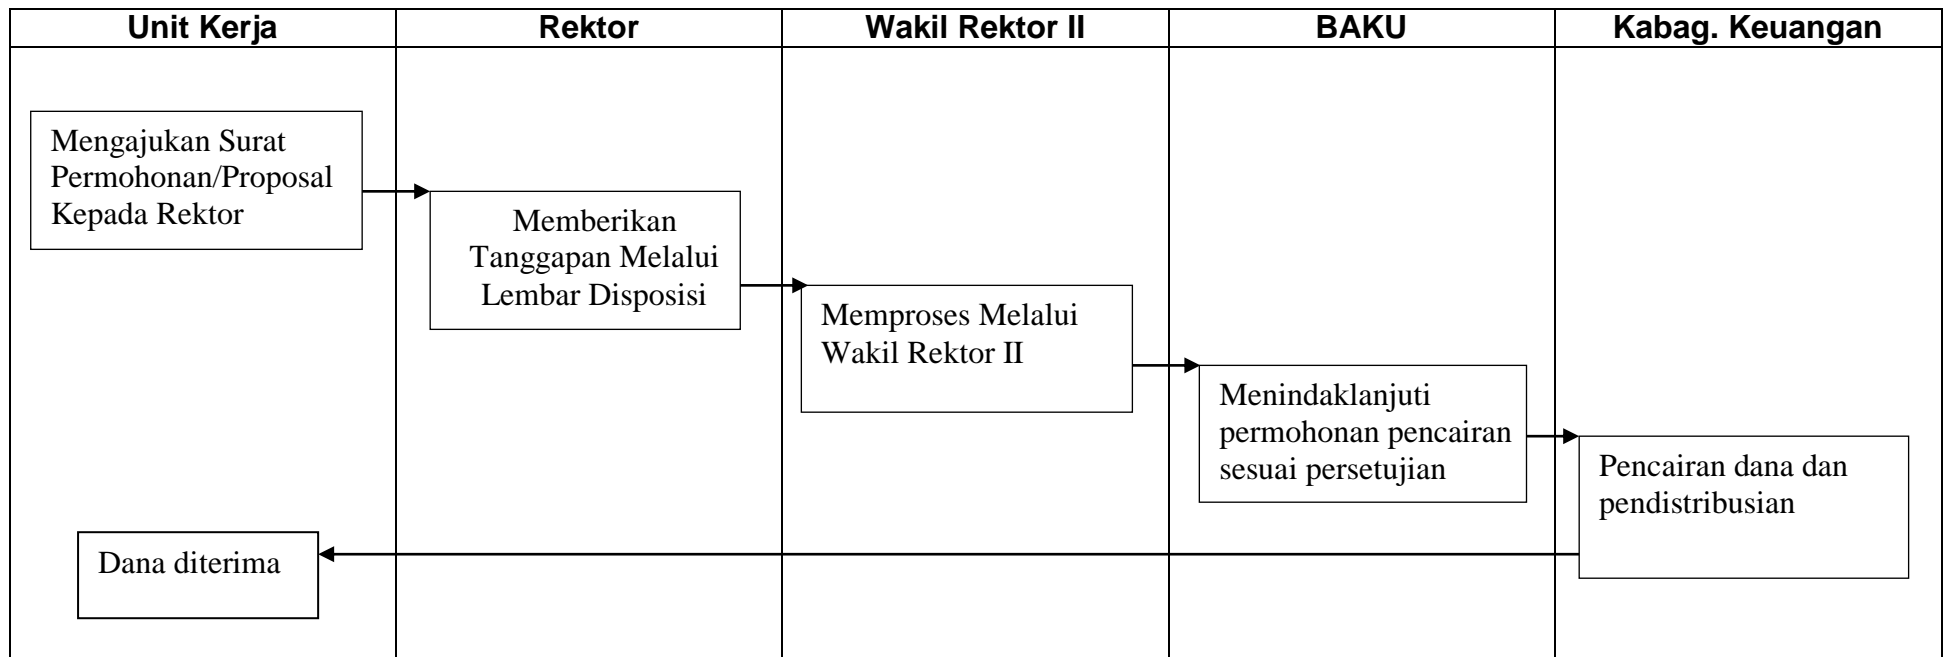 Unit Kerja
Rektor
Wakil Rektor II
BAKU
Kabag. Keuangan
Mengajukan Surat
Permohonan/Proposal
Kepada Rektor
Memberikan
Tanggapan Melalui
Lembar Disposisi
Memproses Melalui
Wakil Rektor II
Menindaklanjuti
permohonan pencairan
sesuai persetujian
Pencairan dana dan
pendistribusian
Dana diterima